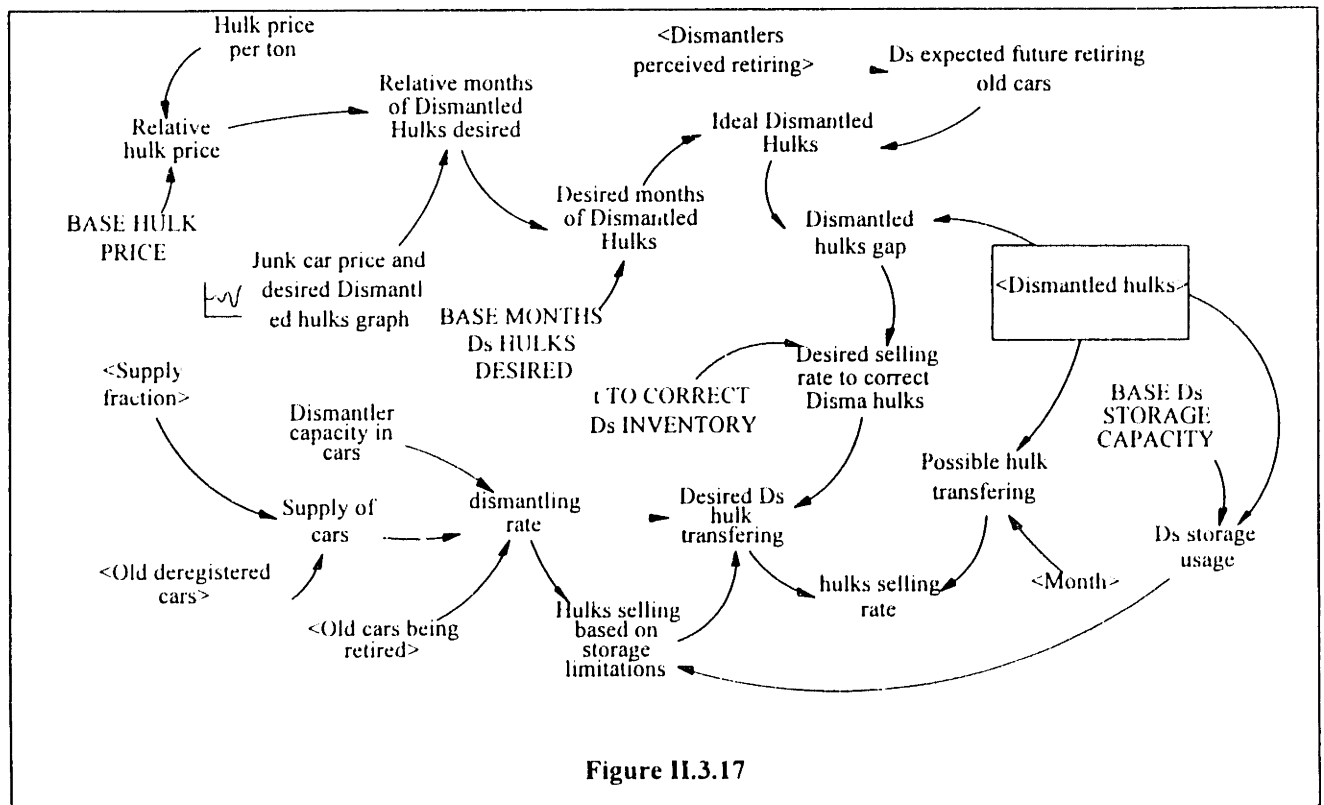 Hulk price
per ton
<Dismantlers
perceived retiring>
Ds expected future retiring
old cars
Relative months
of Dismantled
Hulks desired
Relative
hulk price
Ideal Dismantled
Hulks
BASE HULK
PRICE
Desired months
of Dismantled
Hulks
Dismantled
hulks gap
Junk car price and
desired Dismantl
ed hulks graph
<Dismantled hulks>
BASE MONTHS
Ds HULKS
DESIRED
Desired selling
rate to correct
Disma hulks
t TO CORRECT
Ds INVENTORY
<Supply
fraction>
Dismantler
capacity in
cars
BASE Ds
STORAGE
CAPACITY
Possible hulk
transfering
Supply of
cars
dismantling
rate
Desired Ds
hulk
transfering
Ds storage
usage
<Old deregistered
cars>
<Month>
hulks selling
rate
<Old cars being
retired>
Hulks selling
based on
storage
limitations
Figure II.3.17